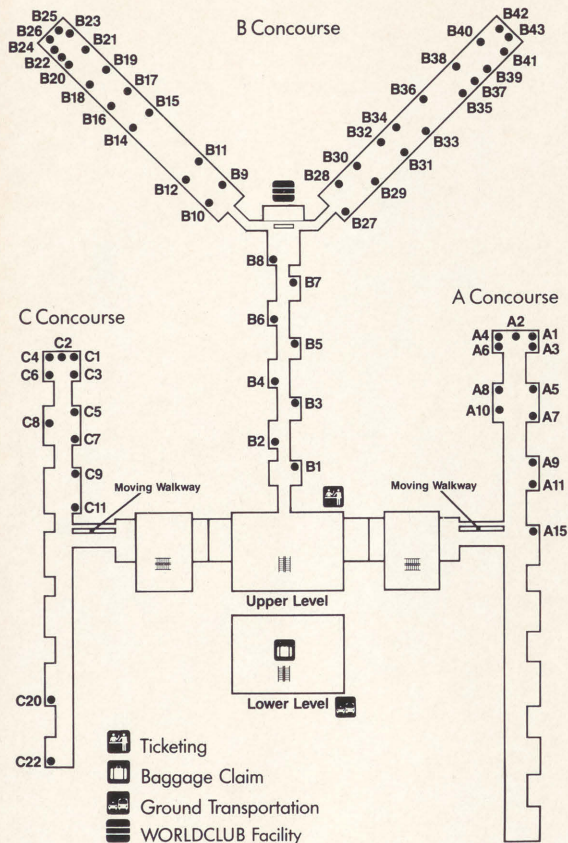 B Concourse
B25
B23
B26
B24
B21
B22
B19
B20
B17
B18
B15
B16
B14
B11
B12
B9
B10
B42
B40
B43
B41
B38
B39
B37
B36
B35
B34
B33
B32
B31
B30
B28
B29
B27
B8
B7
B6
B5
B4
B3
B2
B1
C Concourse
C2
C4
C1
C6
C3
C5
C8
C7
C9
C11
Moving Walkway
C20
C22
A Concourse
A2
A4
A1
A6
A3
A8
A5
A10
A7
A9
A11
Moving Walkway
A15
Upper Level
Lower Level
Ticketing
Baggage Claim
Ground Transportation
WORLDCLUB Facility